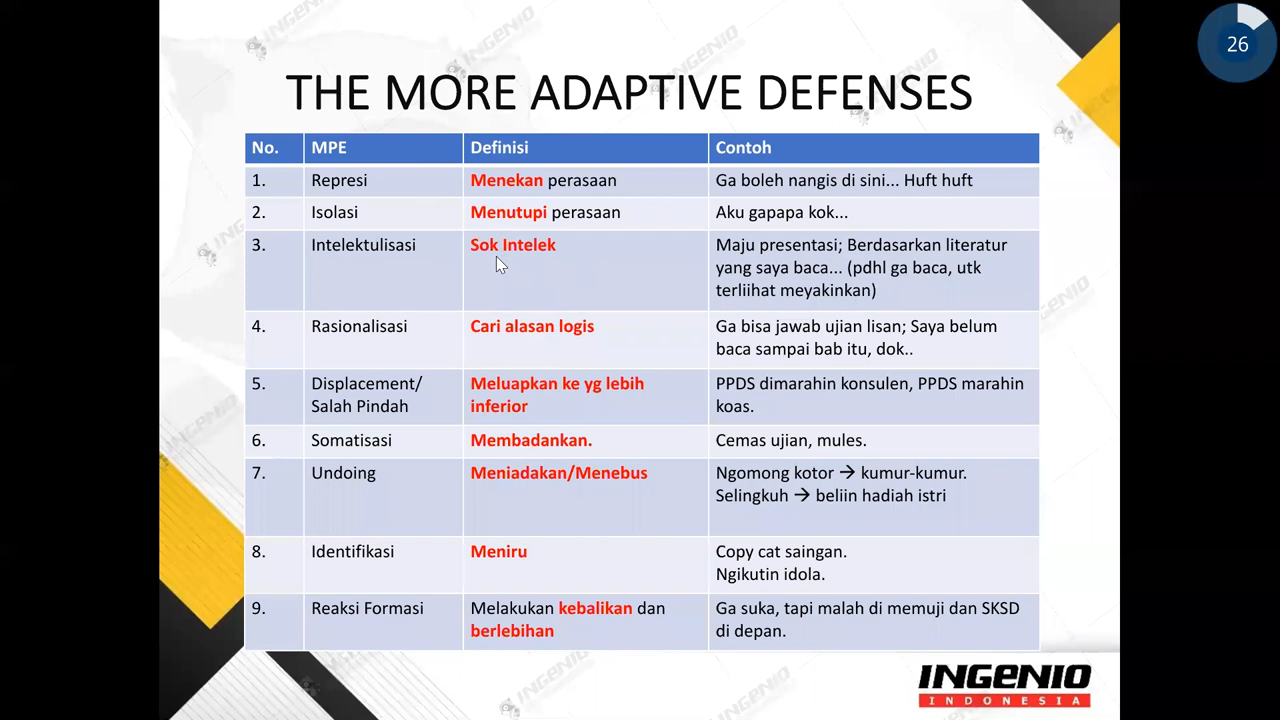 26
THE MORE ADAPTIVE DEFENSES
No. MPE Definisi Contoh
1. Represi Menekan perasaan Ga boleh nangis di sini... Huft huft
2. Isolasi Menutupi perasaan Aku gapapa kok...
3. Intelektulisasi Sok Intelek Maju presentasi; Berdasarkan literatur
yang saya baca... (pdhl ga baca, utk
terliihat meyakinkan)
4. Rasionalisasi Cari alasan logis Ga bisa jawab ujian lisan; Saya belum
baca sampai bab itu, dok..
5. Displacement/ Meluapkan ke yg lebih PPDS dimarahin konsulen, PPDS marahin
Salah Pindah inferior koas.
6. Somatisasi Membadankan. Cemas ujian, mules.
7. Undoing Meniadakan/Menebus Ngomong kotor → kumur-kumur.
Selingkuh → beliin hadiah istri
8. Identifikasi Meniru Copy cat saingan.
Ngikutin idola.
9. Reaksi Formasi Melakukan kebalikan dan Ga suka, tapi malah di memuji dan SKSD
berlebihan di depan.
INGENIO
INDONESIA